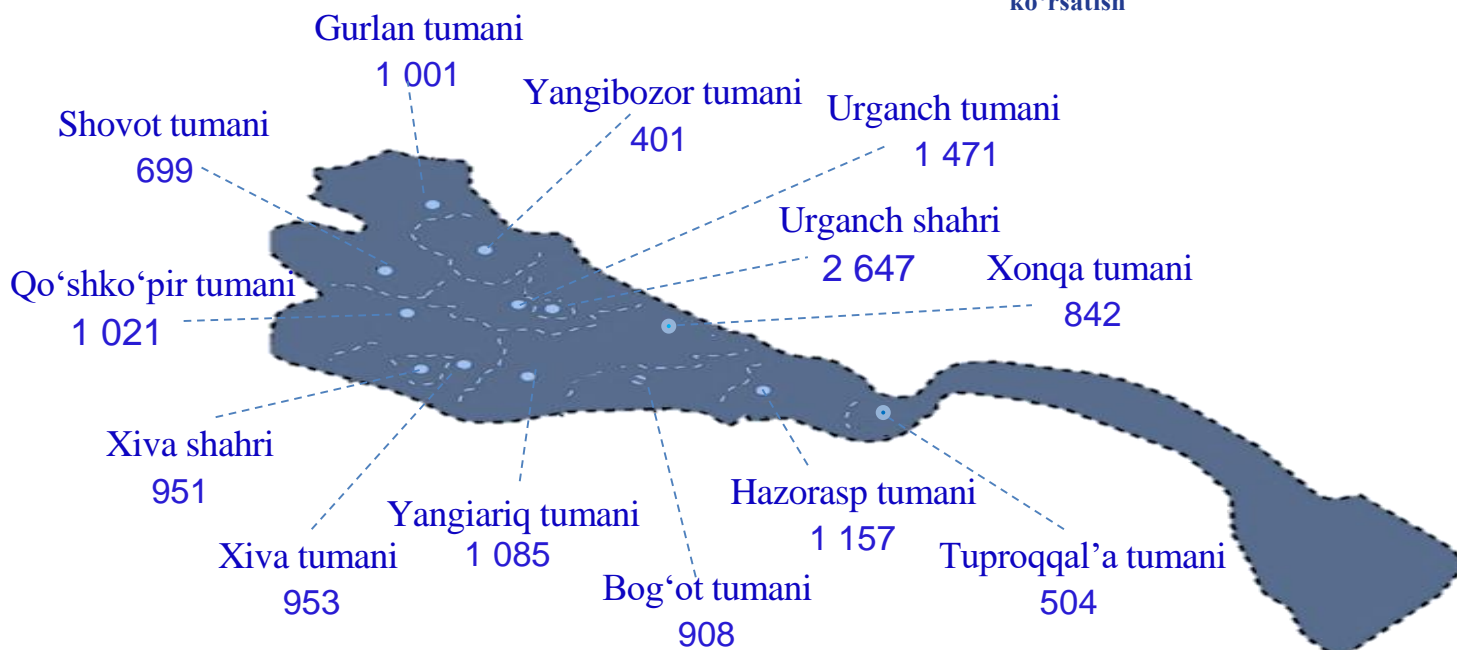 ko‘rsatish
Gurlan tumani
1 001
Yangibozor tumani
401
Urganch tumani
1 471
Shovot tumani
699
Urganch shahri
2 647
Xonqa tumani
842
Qo‘shko‘pir tumani
1 021
Xiva shahri
951
Hazorasp tumani
1 157
Yangiariq tumani
1 085
Xiva tumani
953
Tuproqqal’a tumani
504
Bog‘ot tumani
908